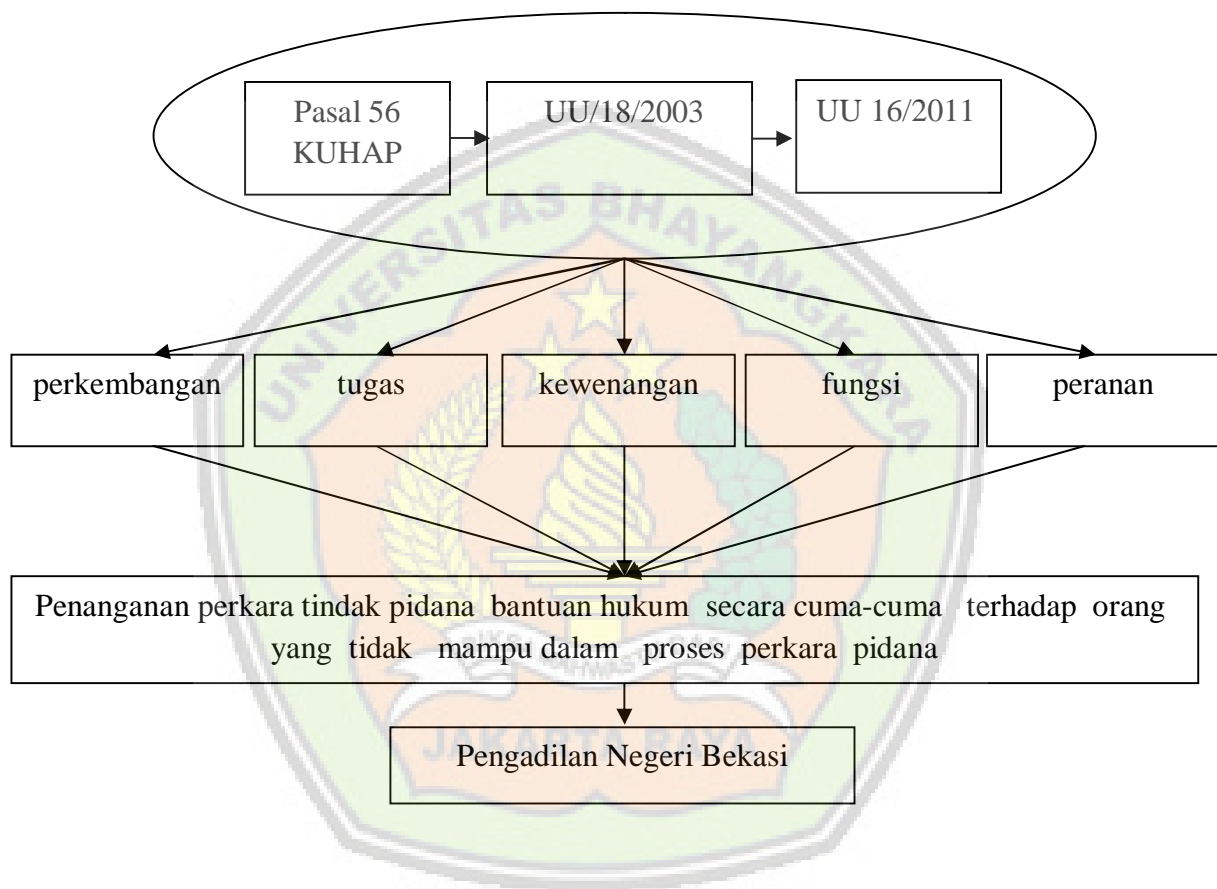 Pasal 56
KUHAP
UU/18/2003
UU 16/2011
UNIVERSITAS BHAYANGKARA
perkembangan
tugas
kewenangan
fungsi
peranan
Penanganan perkara tindak pidana bantuan hukum secara cuma-cuma terhadap orang
yang tidak mampu dalam proses perkara pidana
JAKARTA RAYA
Pengadilan Negeri Bekasi